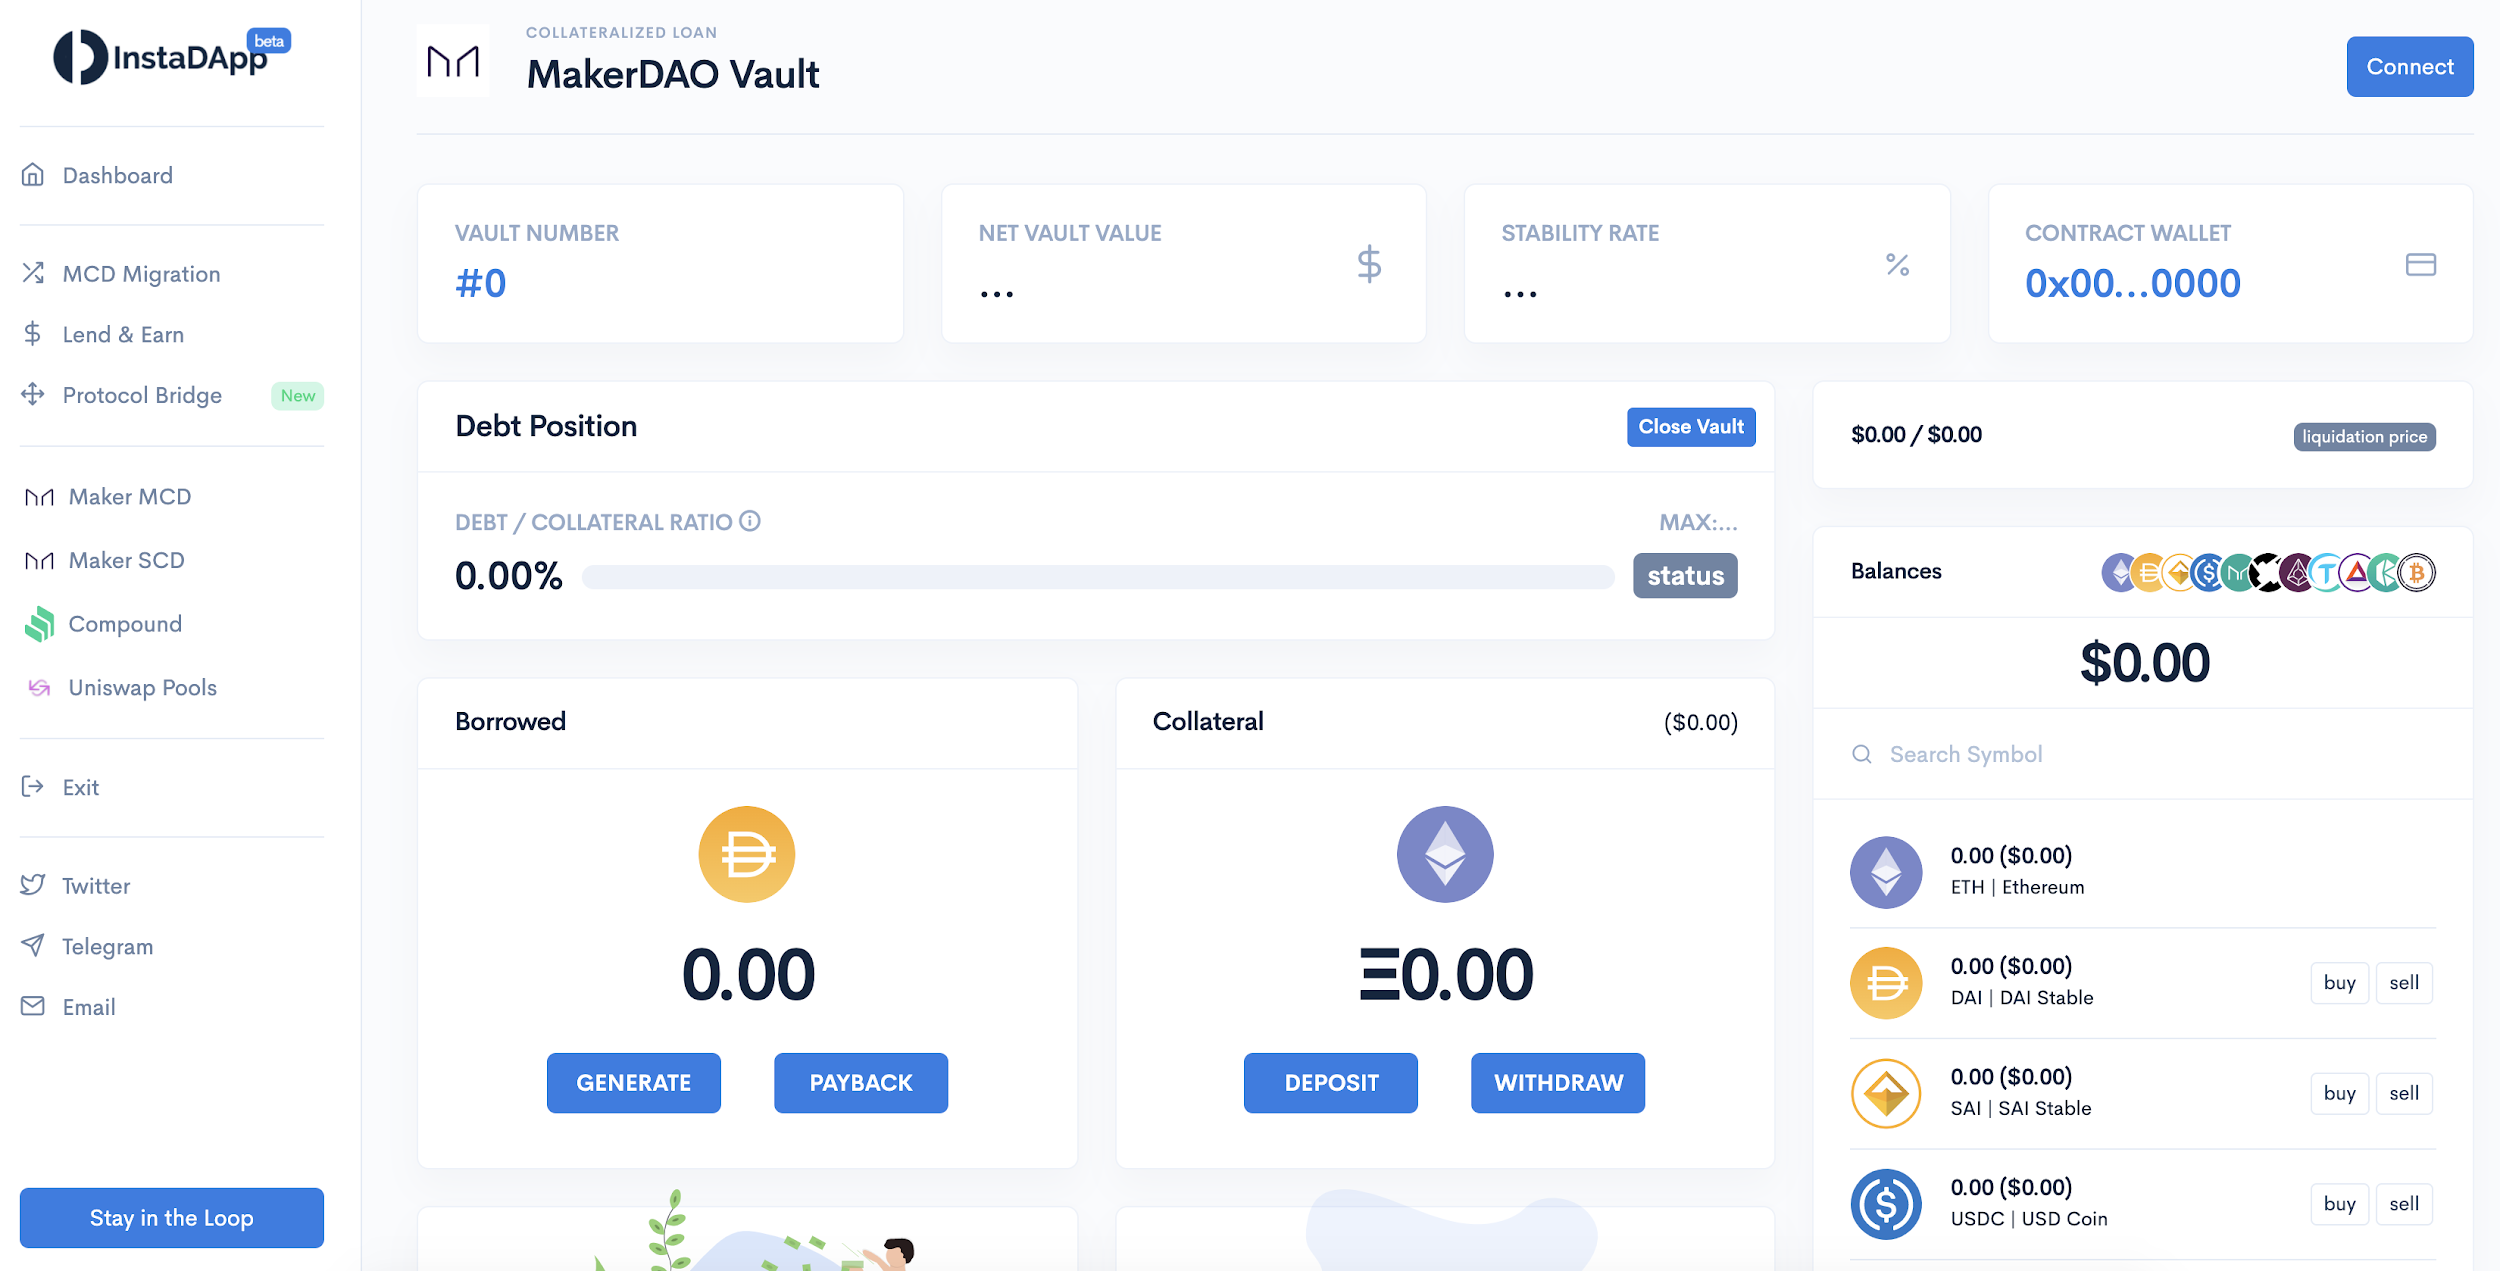 InstaDApp
beta
Dashboard
MCD Migration
Lend & Earn
Protocol Bridge
New
Maker MCD
Maker SCD
Compound
Uniswap Pools
Exit
Twitter
Telegram
Email
Stay in the Loop
COLLATERALIZED LOAN
MakerDAO Vault
Connect
VAULT NUMBER
#0
NET VAULT VALUE
...
$
STABILITY RATE
...
%
CONTRACT WALLET
0x00...0000
Debt Position
Close Vault
DEBT / COLLATERAL RATIO
MAX:...
0.00%
status
Borrowed
0.00
GENERATE
PAYBACK
Collateral
($0.00)
Ξ0.00
DEPOSIT
WITHDRAW
$0.00 / $0.00
liquidation price
Balances
$0.00
Search Symbol
0.00 ($0.00)
ETH | Ethereum
0.00 ($0.00)
DAI | DAI Stable
buy
sell
0.00 ($0.00)
SAI | SAI Stable
buy
sell
0.00 ($0.00)
USDC | USD Coin
buy
sell